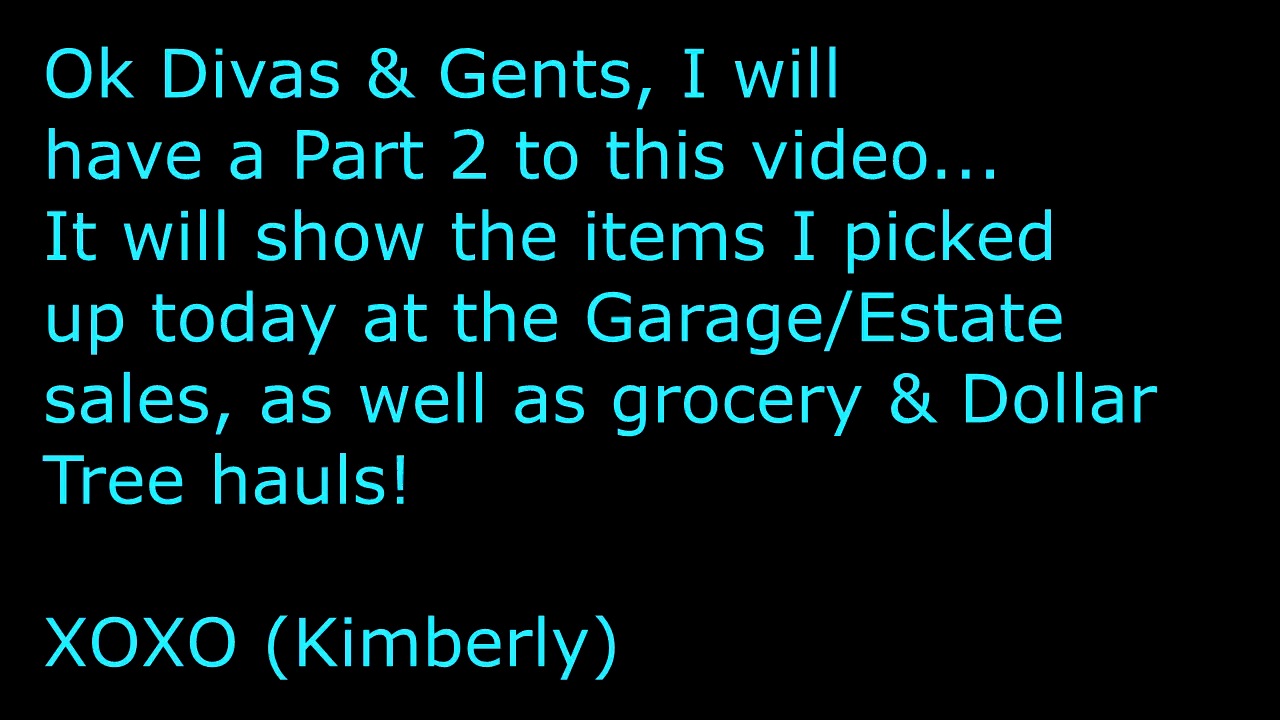 Ok Divas & Gents, I will
have a Part 2 to this video...
It will show the items I picked
up today at the Garage/Estate
sales, as well as grocery & Dollar
Tree hauls!
XOXO (Kimberly)